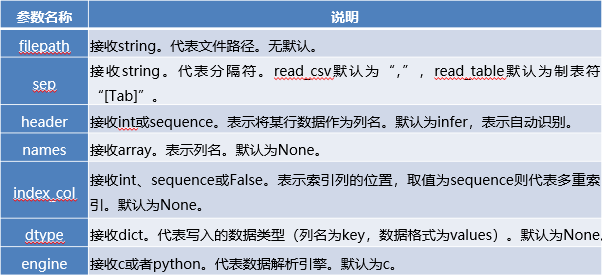 参数名称 说明
filepath 接收string。代表文件路径。无默认。
sep 接收string。代表分隔符。read_csv默认为“,”，read_table默认为制表符
“[Tab]”。
header 接收int或sequence。表示将某行数据作为列名。默认为infer，表示自动识别。
names 接收array。表示列名。默认为None。
index_col 接收int、sequence或False。表示索引列的位置，取值为sequence则代表多重索
引。默认为None。
dtype 接收dict。代表写入的数据类型（列名为key，数据格式为values）。默认为None.
engine 接收c或者python。代表数据解析引擎。默认为c。